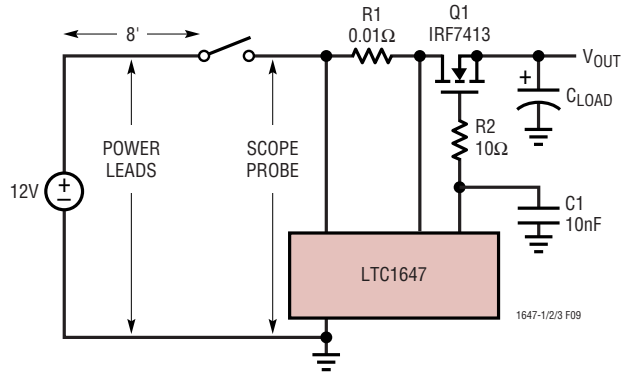 8'
R1
0.01Ω
Q1
IRF7413
VOUT
+
CLOAD
POWER
LEADS
SCOPE
PROBE
R2
10Ω
12V
+
−
C1
10nF
LTC1647
1647-1/2/3 F09